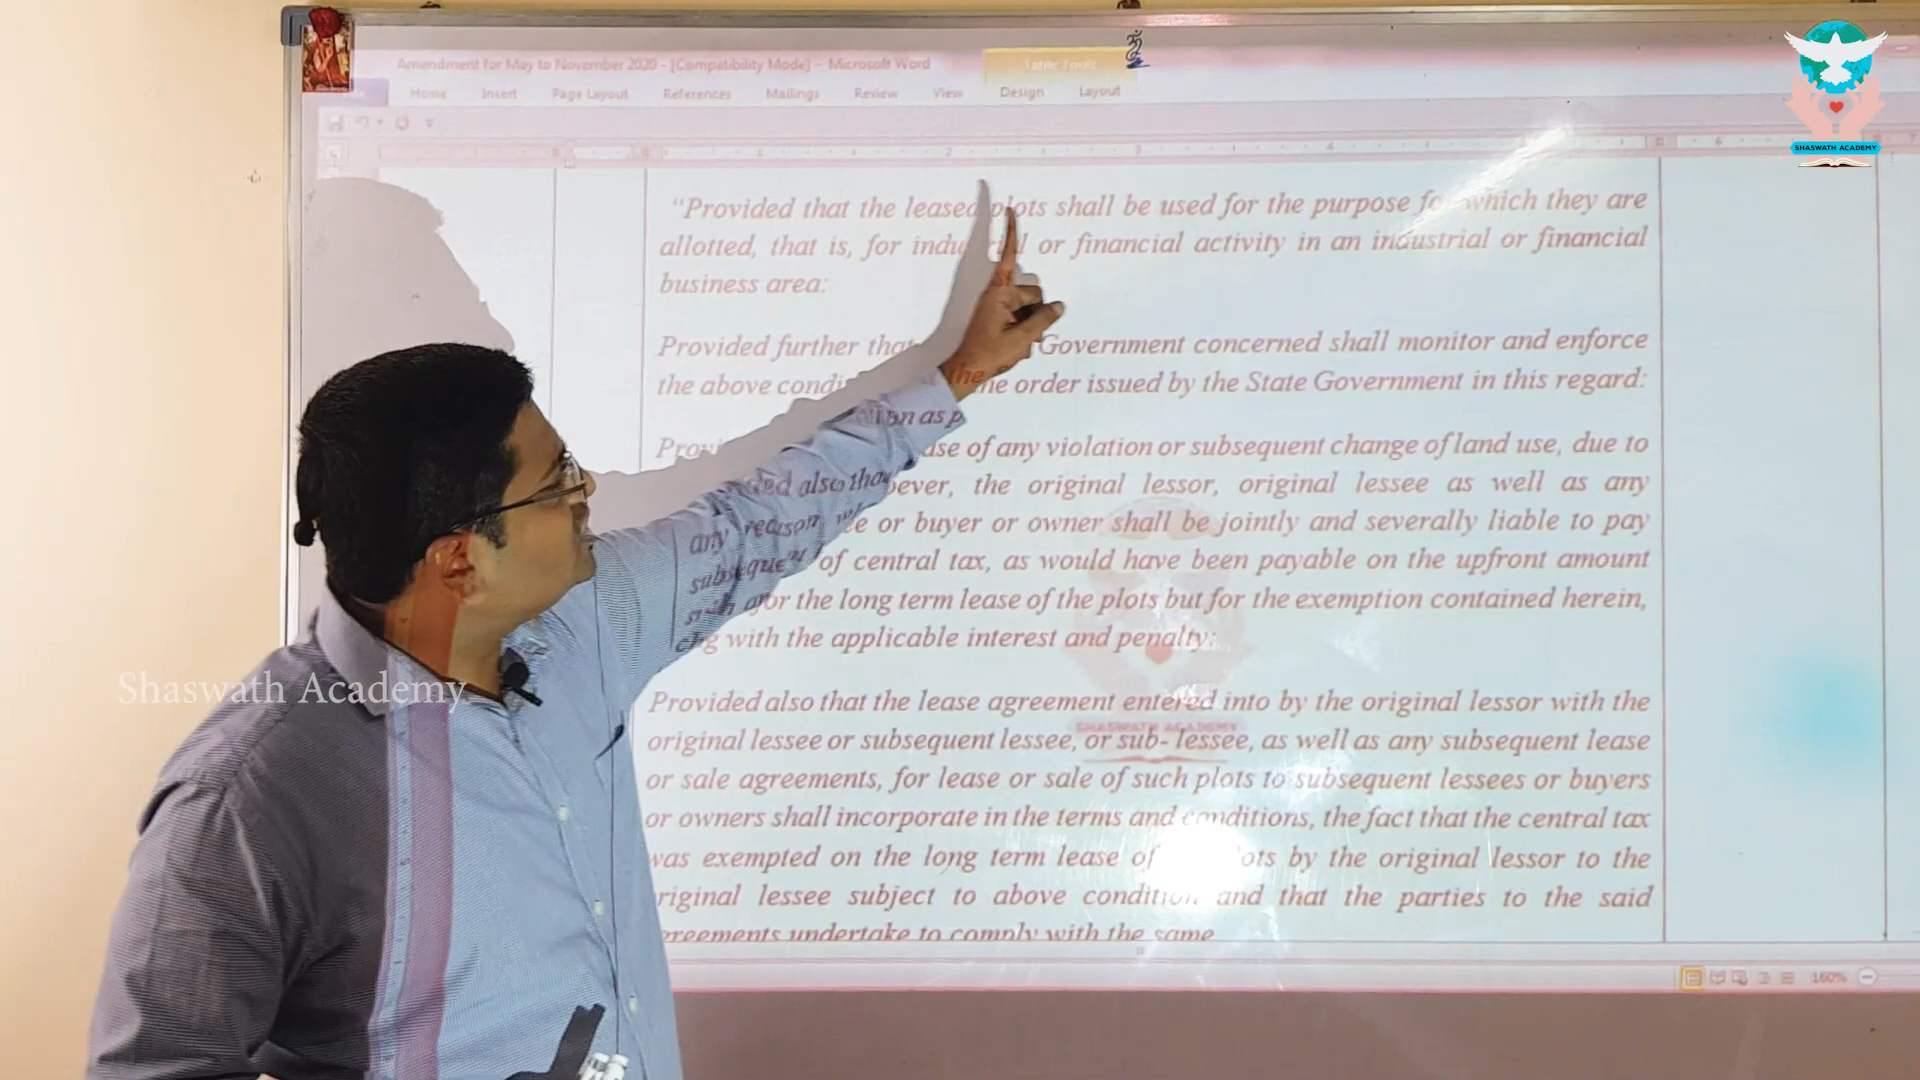 Amendment for May to November 2020 - [Compatibility Mode] - Microsoft Word
Table Tools
Home Insert Page Layout References Mailings Review View Design Layout
SHASWATH ACADEMY
"Provided that the leased plots shall be used for the purpose for which they are
allotted, that is, for industrial or financial activity in an industrial or financial
business area:
Provided further that Government concerned shall monitor and enforce
the above the order issued by the State Government in this regard:
of any violation or subsequent change of land use, due to
any reason the original lessor, original lessee as well as any
or buyer or owner shall be jointly and severally liable to pay
of central tax, as would have been payable on the upfront amount
for the long term lease of the plots but for the exemption contained herein,
with the applicable interest and penalty:
Shaswath Academy
Provided also that the lease agreement entered into by the original lessor with the
SHASWATH ACADEMY
original lessee or subsequent lessee, or sub- lessee, as well as any subsequent lease
or sale agreements, for lease or sale of such plots to subsequent lessees or buyers
or owners shall incorporate in the terms and conditions, the fact that the central tax
was exempted on the long term lease of by the original lessor to the
original lessee subject to above condition and that the parties to the said
agreements undertake to comply with the same
160%